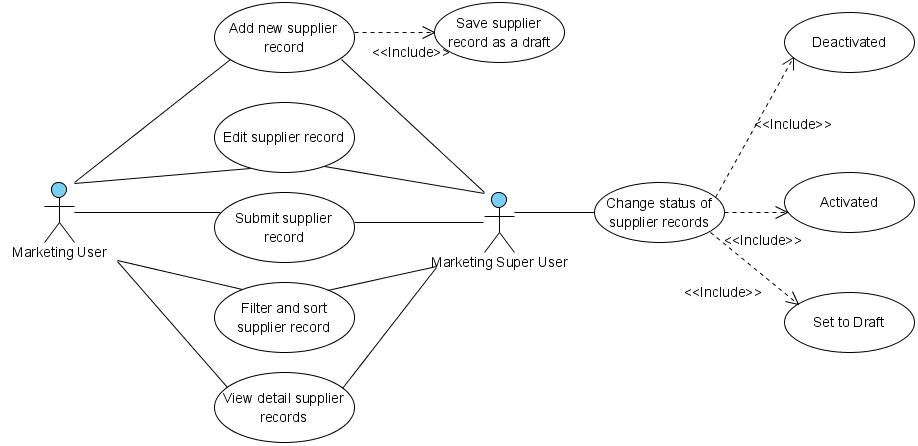 Add new supplier
record
<<Include>>
Save supplier
record as a draft
Deactivated
<<Include>>
Edit supplier record
Marketing User
Submit supplier
record
Marketing Super User
Change status of
supplier records
Activated
<<Include>>
<<Include>>
Set to Draft
Filter and sort
supplier record
View detail supplier
records